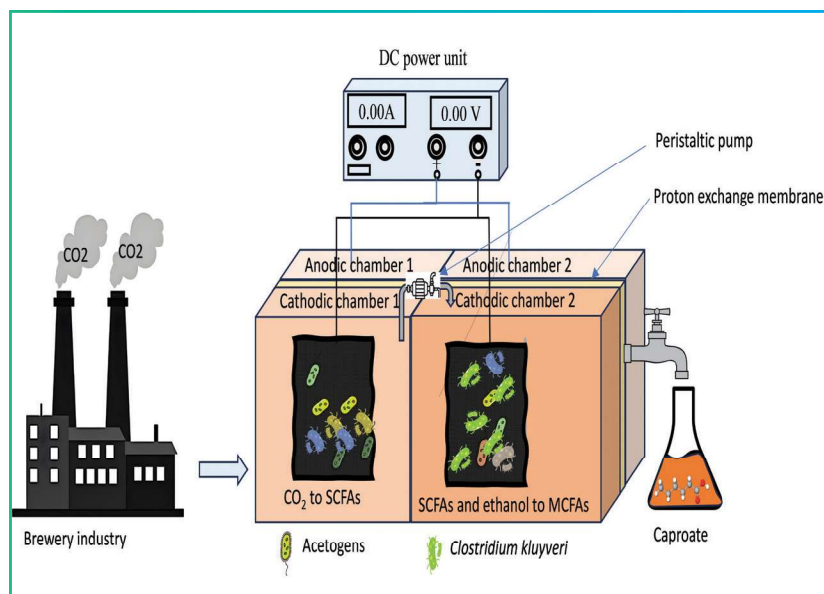 DC power unit
0.00A
0.00 V
Peristaltic pump
Proton exchange membrane
CO2
CO2
Anodic chamber 1
Anodic chamber 2
Cathodic chamber 1
Cathodic chamber 2
CO₂ to SCFAs
SCFAs and ethanol to MCFAs
Brewery industry
Acetogens
Clostridium kluyveri
Caproate